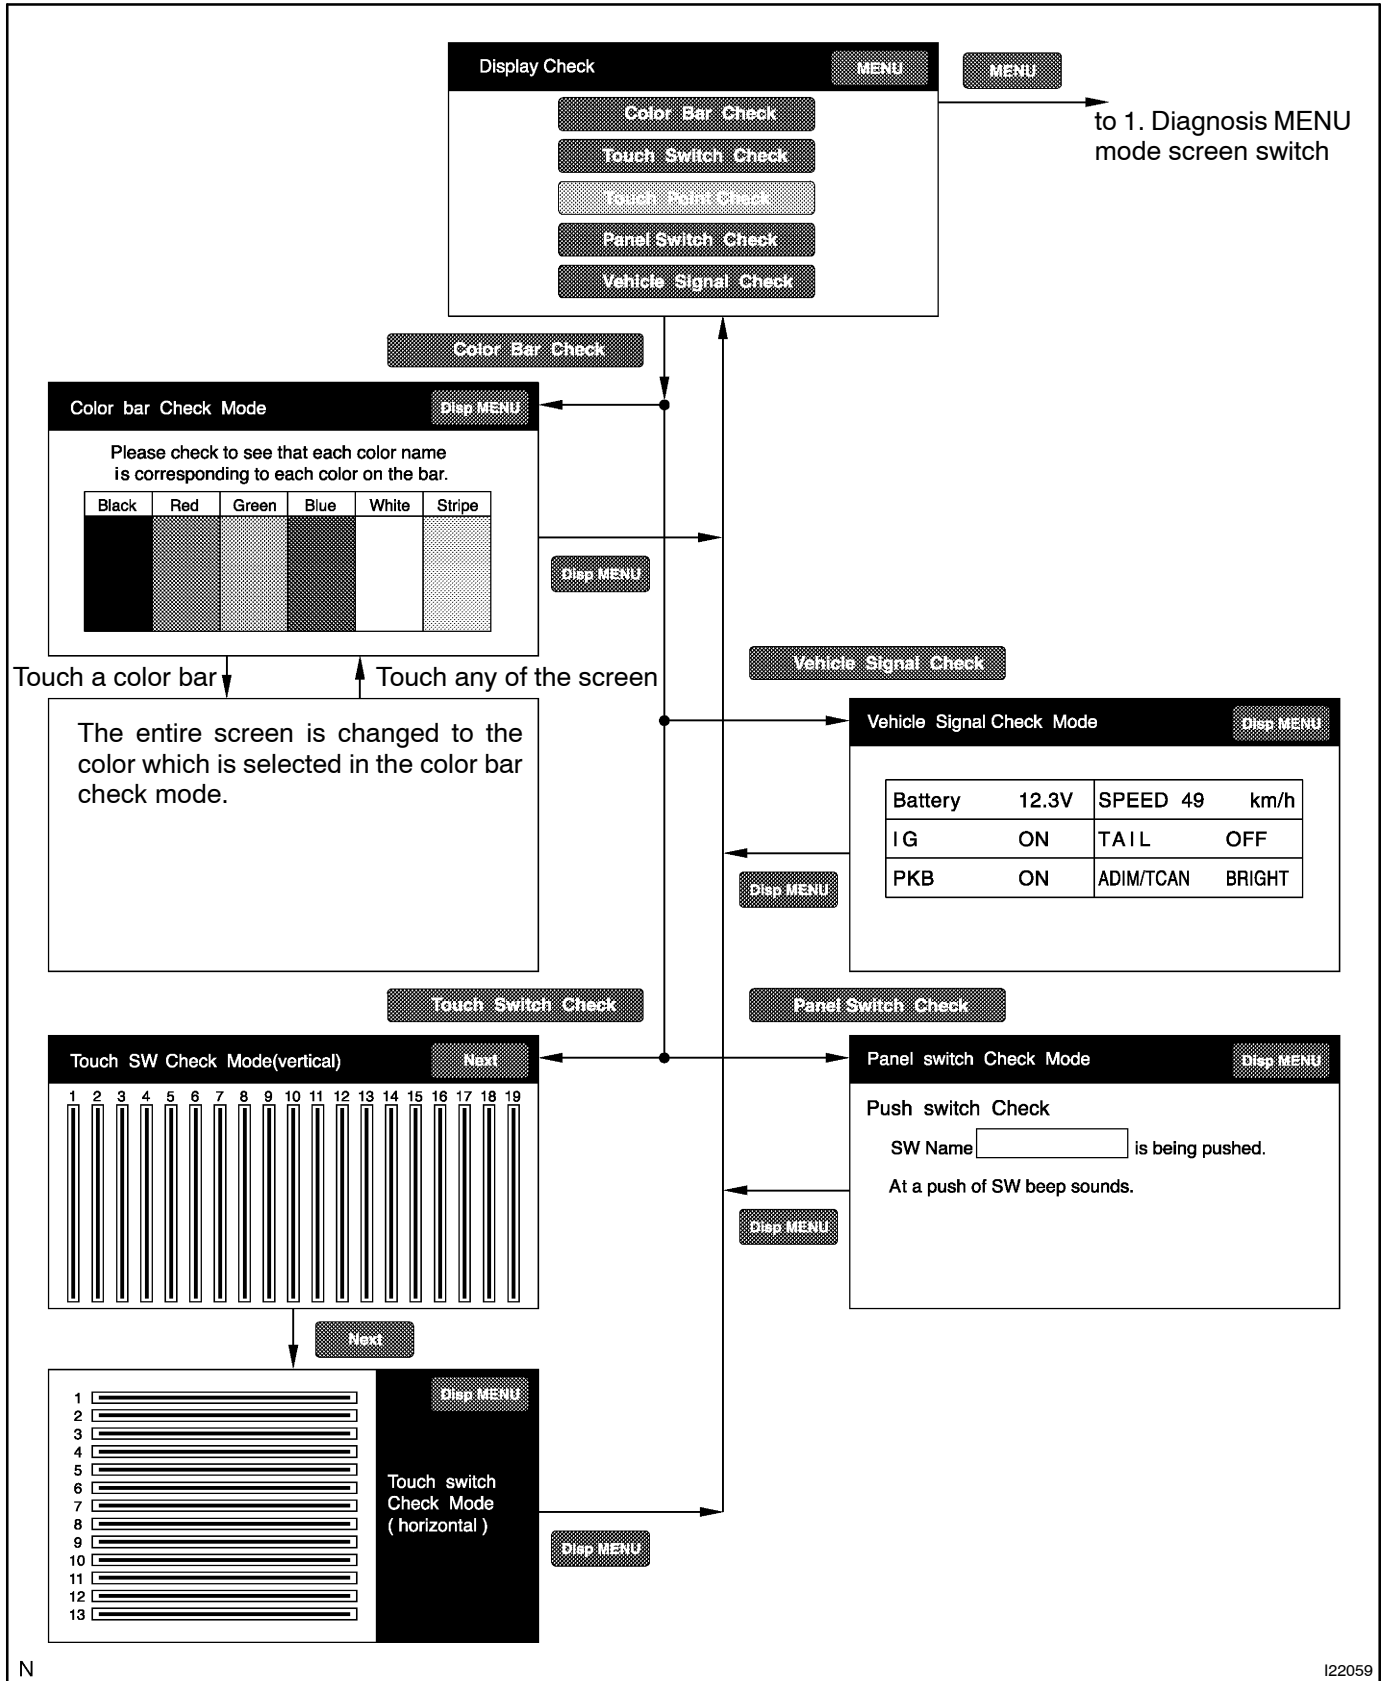 Display Check MENU MENU
to 1. Diagnosis MENU
mode screen switch
Color Bar Check
Touch Switch Check
Touch Point Check
Panel Switch Check
Vehicle Signal Check
Color Bar Check
Color bar Check Mode Disp MENU
Please check to see that each color name
is corresponding to each color on the bar.
Black Red Green Blue White Stripe
Disp MENU
Touch a color bar Touch any of the screen
The entire screen is changed to the
color which is selected in the color bar
check mode.
Vehicle Signal Check
Vehicle Signal Check Mode Disp MENU
Battery 12.3V SPEED 49 km/h
IG ON TAIL OFF
PKB ON ADIM/TCAN BRIGHT
Disp MENU
Touch Switch Check
Touch SW Check Mode(vertical) Next
1 2 3 4 5 6 7 8 9 10 11 12 13 14 15 16 17 18 19
Next
Panel Switch Check
Panel switch Check Mode Disp MENU
Push switch Check
SW Name is being pushed.
At a push of SW beep sounds.
Disp MENU
1
2
3
4
5
6
7
8
9
10
11
12
13
Disp MENU
Touch switch
Check Mode
( horizontal )
Disp MENU
N
I22059